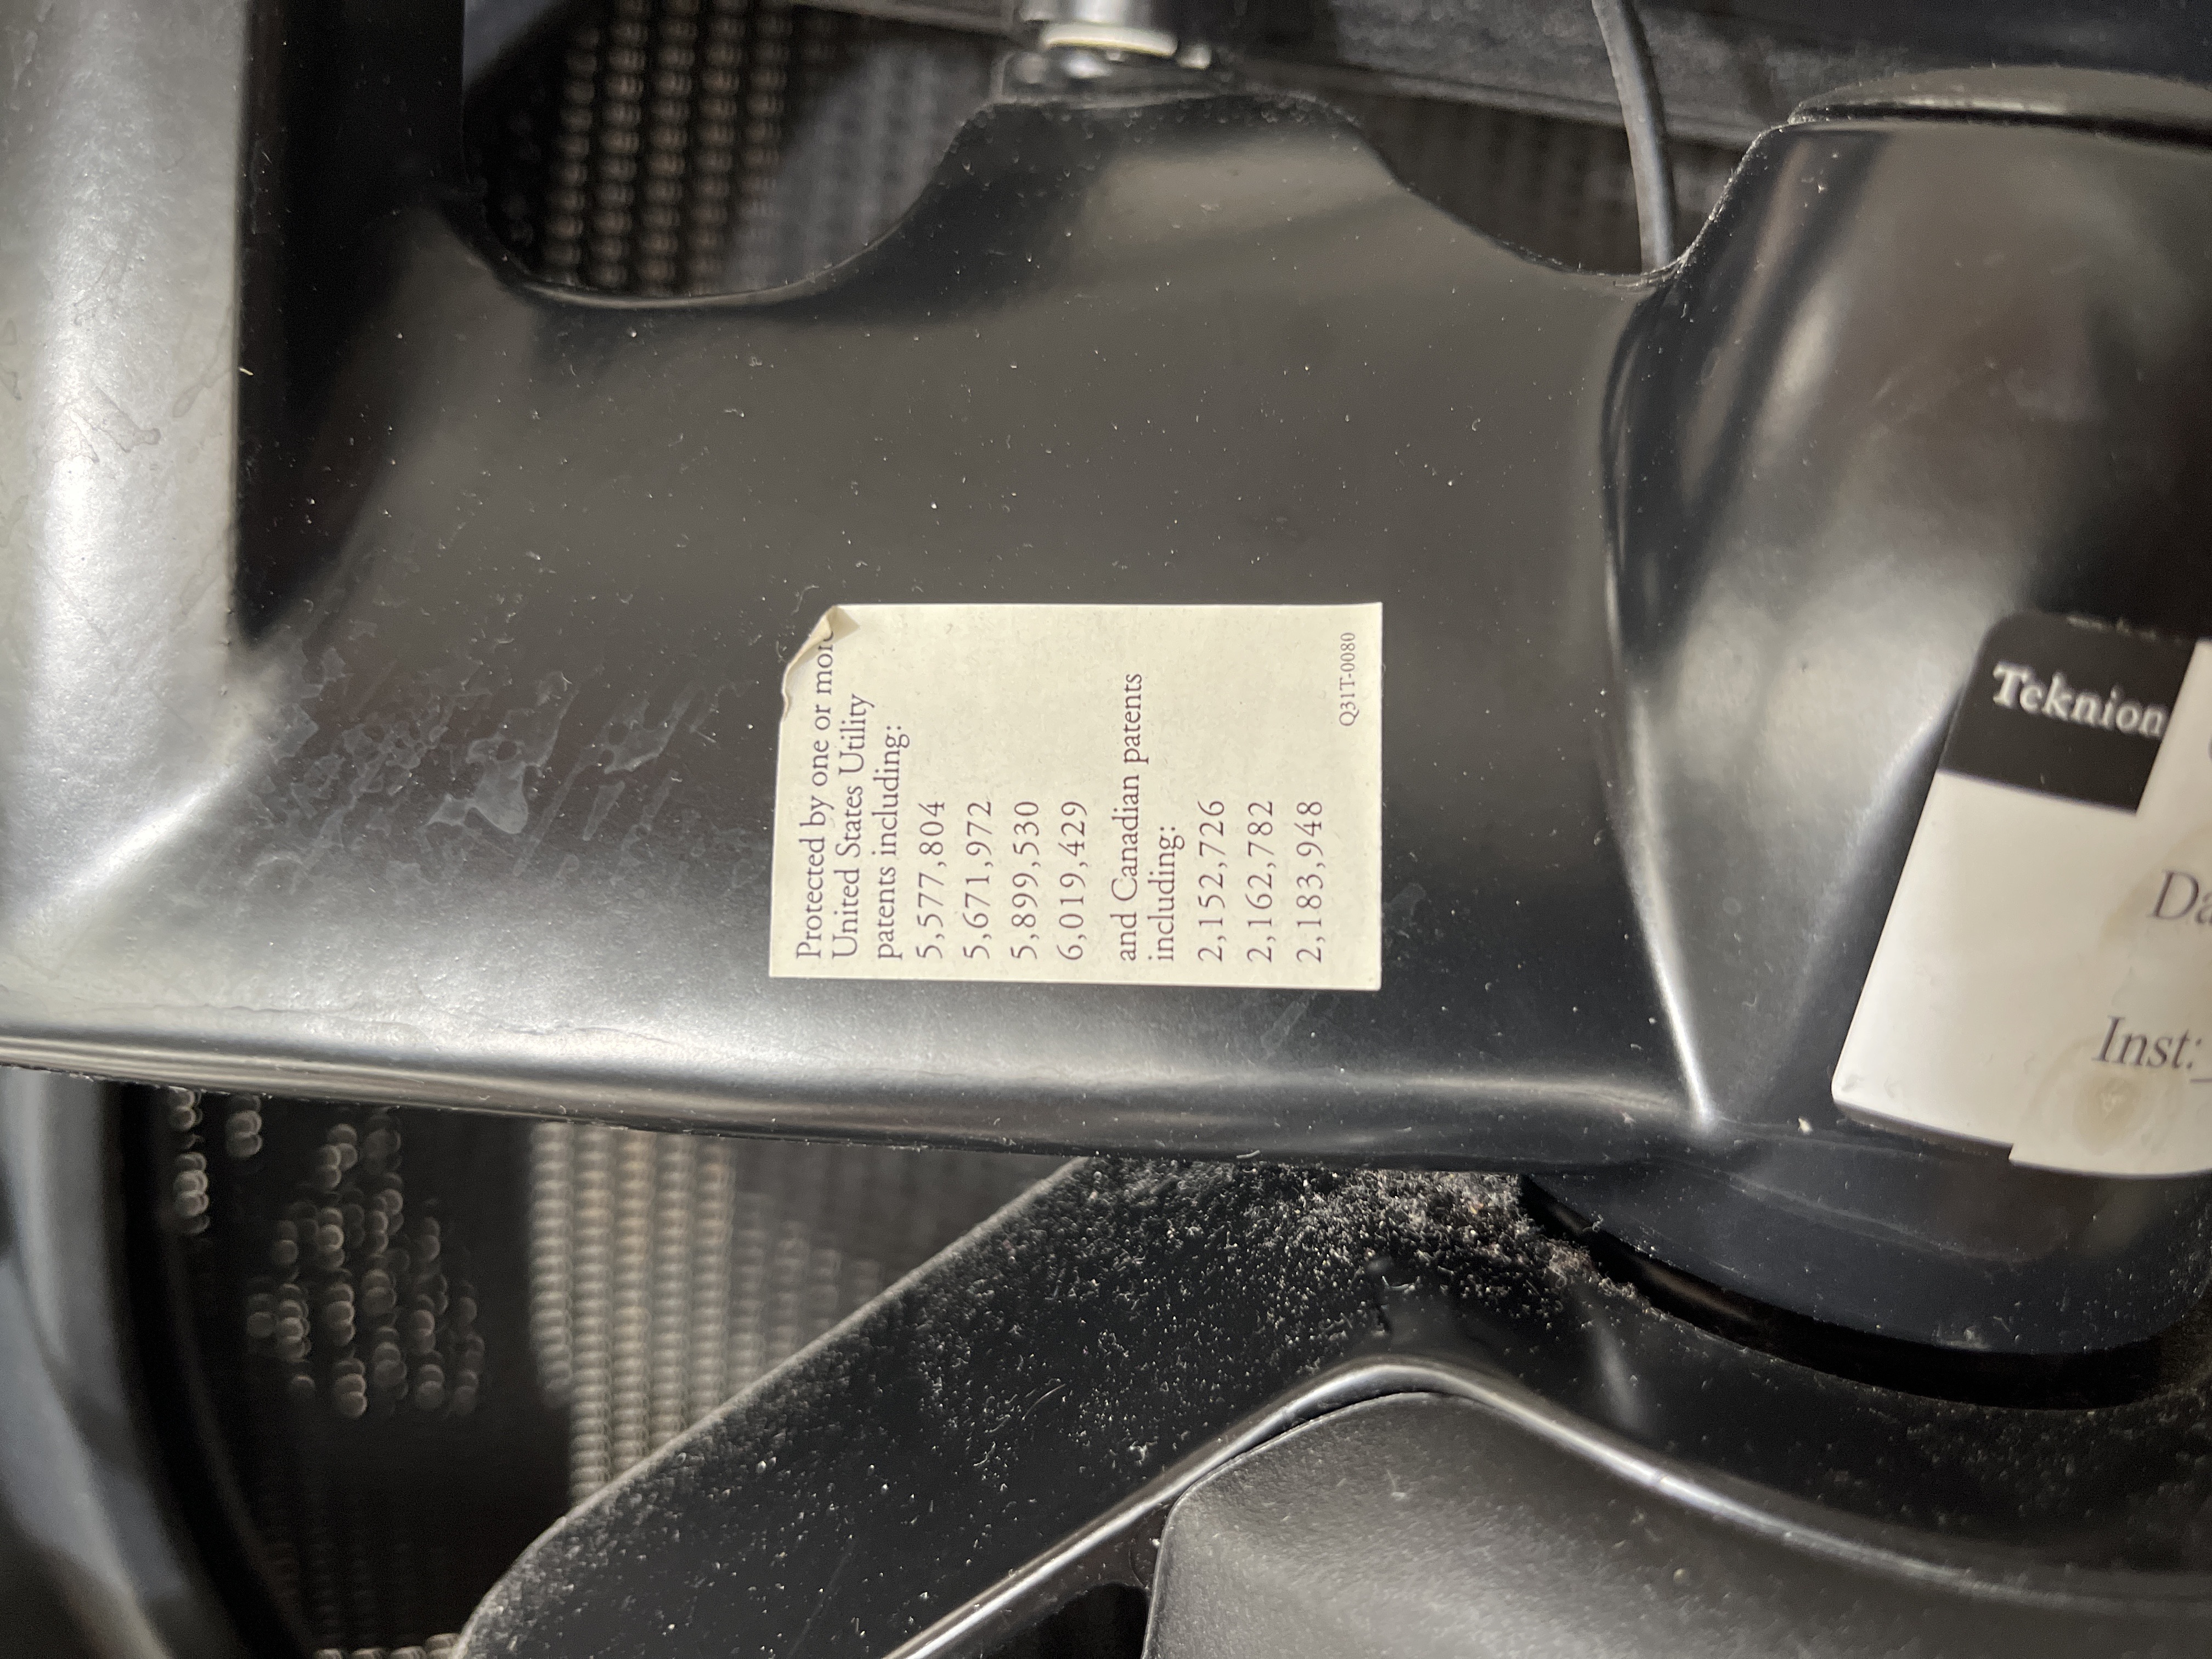 Protected by one or more
United States Utility
patents including:
5,577,804
5,671,972
5,899,530
6,019,429
and Canadian patents
including:
2,152,726
2,162,782
2,183,948
Q31T-0080
Teknion
Inst: